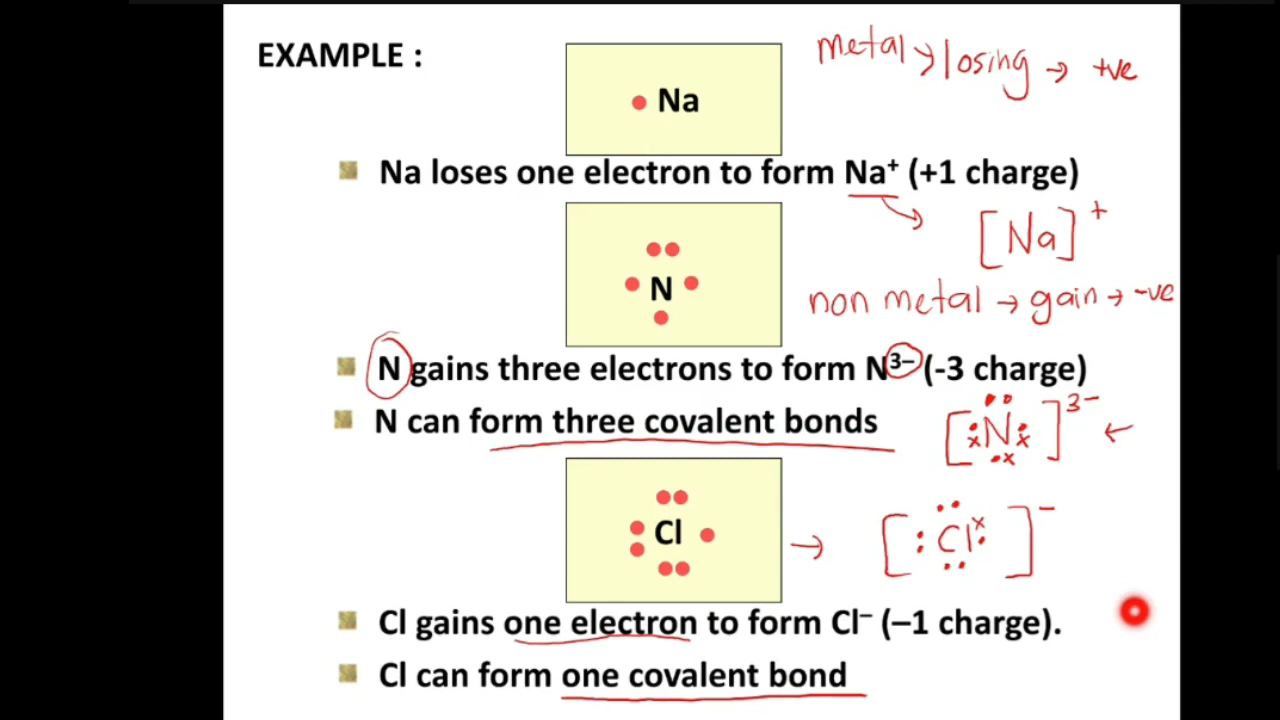 EXAMPLE :
metal → losing → +ve
Na
Na loses one electron to form Na⁺ (+1 charge)
[Na]⁺
N
non metal → gain → -ve
N gains three electrons to form N³⁻ (-3 charge)
N can form three covalent bonds
[N]³⁻ ←
Cl → [Cl]⁻
Cl gains one electron to form Cl⁻ (–1 charge).
Cl can form one covalent bond